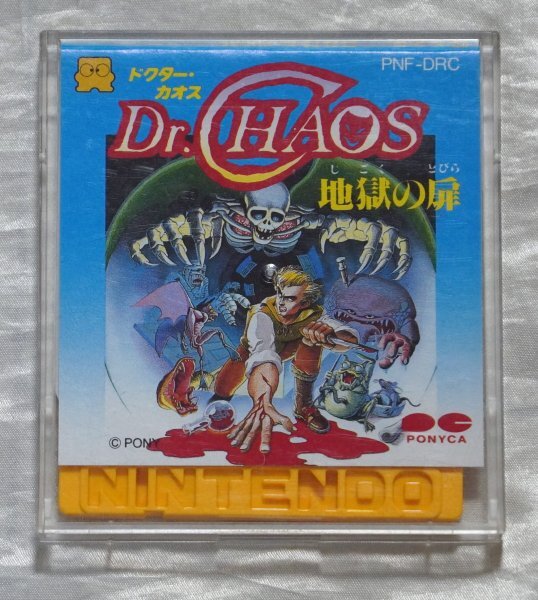 PNF-DRC
ドクター・
カオス
Dr. CHAOS
じごく とびら
地獄の扉
© PONY
PONYCA
NINTENDO